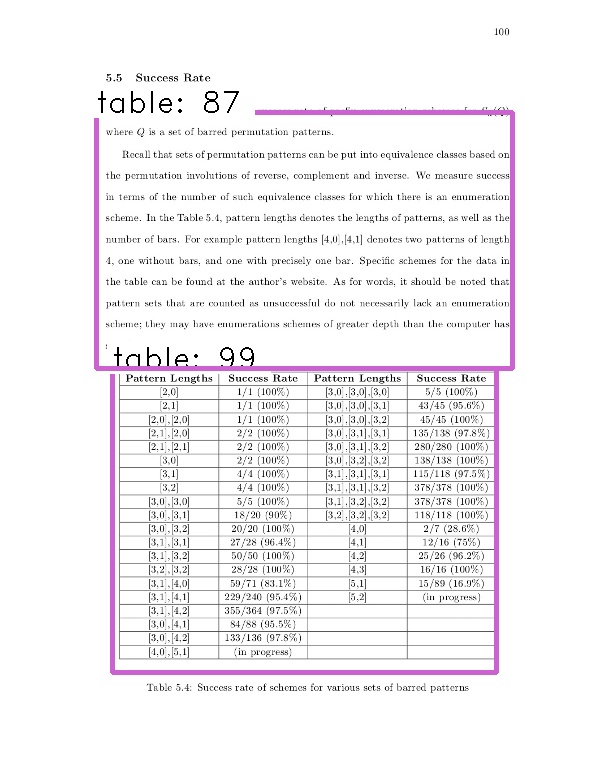 100
5.5 Success Rate
table: 87
where Q is a set of barred permutation patterns.
Recall that sets of permutation patterns can be put into equivalence classes based on
the permutation involutions of reverse, complement and inverse. We measure success
in terms of the number of such equivalence classes for which there is an enumeration
scheme. In the Table 5.4, pattern lengths denotes the lengths of patterns, as well as the
number of bars. For example pattern lengths [4,0],[4,1] denotes two patterns of length
4, one without bars, and one with precisely one bar. Specific schemes for the data in
the table can be found at the author's website. As for words, it should be noted that
pattern sets that are counted as unsuccessful do not necessarily lack an enumeration
scheme; they may have enumerations schemes of greater depth than the computer has
table: 99
Pattern Lengths Success Rate Pattern Lengths Success Rate
[2,0] 1/1 (100%) [3,0],[3,0],[3,0] 5/5 (100%)
[2,1] 1/1 (100%) [3,0],[3,0],[3,1] 43/45 (95.6%)
[2,0],[2,0] 1/1 (100%) [3,0],[3,0],[3,2] 45/45 (100%)
[2,1],[2,0] 2/2 (100%) [3,0],[3,1],[3,1] 135/138 (97.8%)
[2,1],[2,1] 2/2 (100%) [3,0],[3,1],[3,2] 280/280 (100%)
[3,0] 2/2 (100%) [3,0],[3,2],[3,2] 138/138 (100%)
[3,1] 4/4 (100%) [3,1],[3,1],[3,1] 115/118 (97.5%)
[3,2] 4/4 (100%) [3,1],[3,1],[3,2] 378/378 (100%)
[3,0],[3,0] 5/5 (100%) [3,1],[3,2],[3,2] 378/378 (100%)
[3,0],[3,1] 18/20 (90%) [3,2],[3,2],[3,2] 118/118 (100%)
[3,0],[3,2] 20/20 (100%) [4,0] 2/7 (28.6%)
[3,1],[3,1] 27/28 (96.4%) [4,1] 12/16 (75%)
[3,1],[3,2] 50/50 (100%) [4,2] 25/26 (96.2%)
[3,2],[3,2] 28/28 (100%) [4,3] 16/16 (100%)
[3,1],[4,0] 59/71 (83.1%) [5,1] 15/89 (16.9%)
[3,1],[4,1] 229/240 (95.4%) [5,2] (in progress)
[3,1],[4,2] 355/364 (97.5%)
[3,0],[4,1] 84/88 (95.5%)
[3,0],[4,2] 133/136 (97.8%)
[4,0],[5,1] (in progress)
Table 5.4: Success rate of schemes for various sets of barred patterns